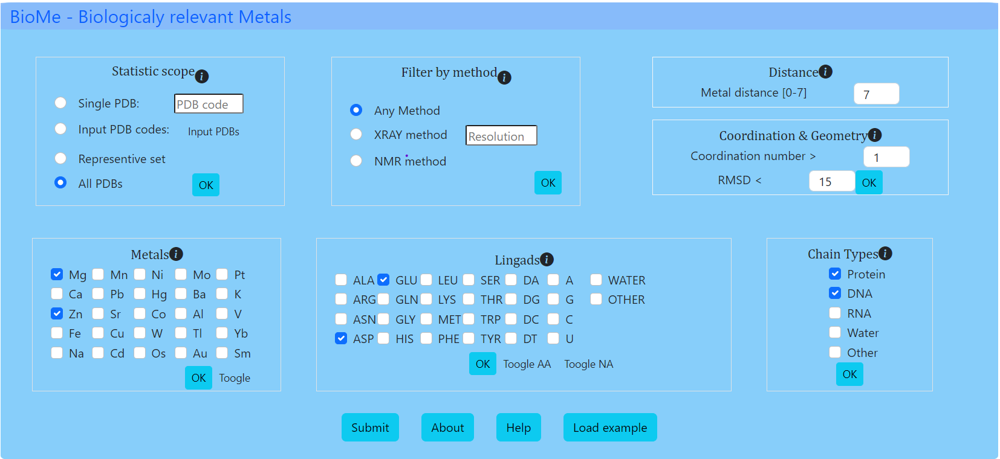 BioMe - Biologicaly relevant Metals
Statistic scope i
Single PDB: PDB code
Input PDB codes: Input PDBs
Representive set
All PDBs OK
Filter by method i
Any Method
XRAY method Resolution
NMR method
OK
Distance i
Metal distance [0-7] 7
Coordination & Geometry i
Coordination number > 1
RMSD < 15 OK
Metals i
Mg Mn Ni Mo Pt
Ca Pb Hg Ba K
Zn Sr Co Al V
Fe Cu W Tl Yb
Na Cd Os Au Sm
OK Toogle
Lingads i
ALA GLU LEU SER DA A WATER
ARG GLN LYS THR DG G OTHER
ASN GLY MET TRP DC C
ASP HIS PHE TYR DT U
OK Toogle AA Toogle NA
Chain Types i
Protein
DNA
RNA
Water
Other
OK
Submit About Help Load example